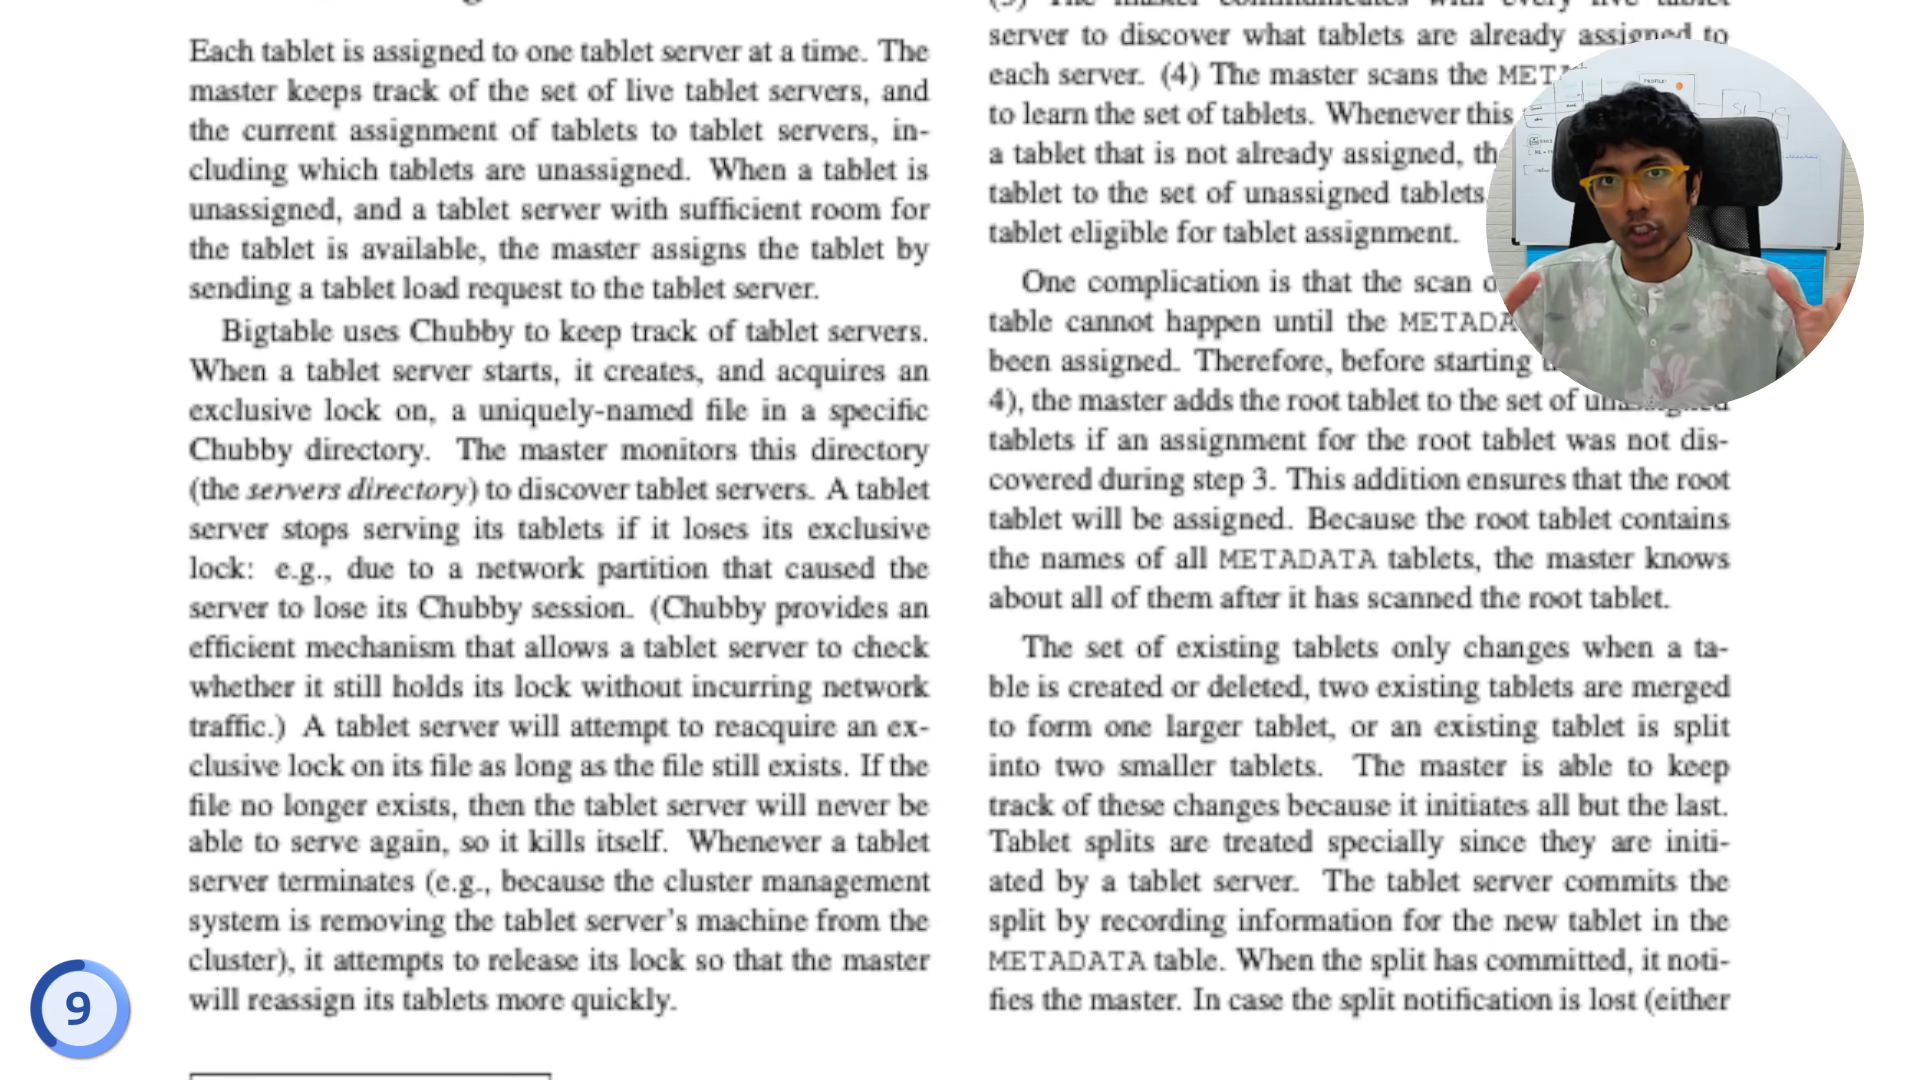 Each tablet is assigned to one tablet server at a time. The
master keeps track of the set of live tablet servers, and
the current assignment of tablets to tablet servers, in-
cluding which tablets are unassigned. When a tablet is
unassigned, and a tablet server with sufficient room for
the tablet is available, the master assigns the tablet by
sending a tablet load request to the tablet server.
Bigtable uses Chubby to keep track of tablet servers.
When a tablet server starts, it creates, and acquires an
exclusive lock on, a uniquely-named file in a specific
Chubby directory. The master monitors this directory
(the servers directory) to discover tablet servers. A tablet
server stops serving its tablets if it loses its exclusive
lock: e.g., due to a network partition that caused the
server to lose its Chubby session. (Chubby provides an
efficient mechanism that allows a tablet server to check
whether it still holds its lock without incurring network
traffic.) A tablet server will attempt to reacquire an ex-
clusive lock on its file as long as the file still exists. If the
file no longer exists, then the tablet server will never be
able to serve again, so it kills itself. Whenever a tablet
server terminates (e.g., because the cluster management
system is removing the tablet server's machine from the
cluster), it attempts to release its lock so that the master
will reassign its tablets more quickly.
(3) The master communicates with every live tablet
server to discover what tablets are already assigned to
each server. (4) The master scans the
to learn the set of tablets. Whenever this
a tablet that is not already assigned,
tablet to the set of unassigned tablets
tablet eligible for tablet assignment.
One complication is that the scan
table cannot happen until the
been assigned. Therefore, before starting
4), the master adds the root tablet to the set of
tablets if an assignment for the root tablet was not dis-
covered during step 3. This addition ensures that the root
tablet will be assigned. Because the root tablet contains
the names of all METADATA tablets, the master knows
about all of them after it has scanned the root tablet.
The set of existing tablets only changes when a ta-
ble is created or deleted, two existing tablets are merged
to form one larger tablet, or an existing tablet is split
into two smaller tablets. The master is able to keep
track of these changes because it initiates all but the last.
Tablet splits are treated specially since they are initi-
ated by a tablet server. The tablet server commits the
split by recording information for the new tablet in the
METADATA table. When the split has committed, it noti-
fies the master. In case the split notification is lost (either
9